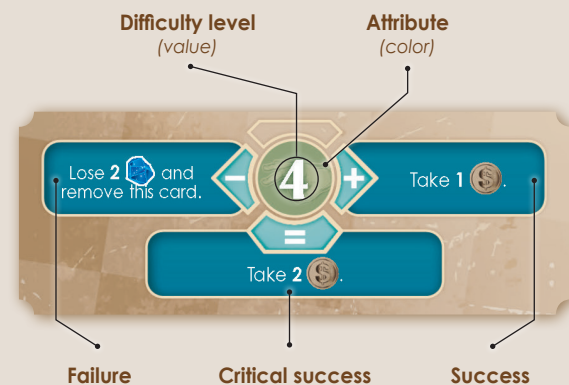 Difficulty level
(value)
Attribute
(color)
Lose 2 and
remove this card.
−
4
+
Take 1 $.
=
Take 2 $.
Failure
Critical success
Success